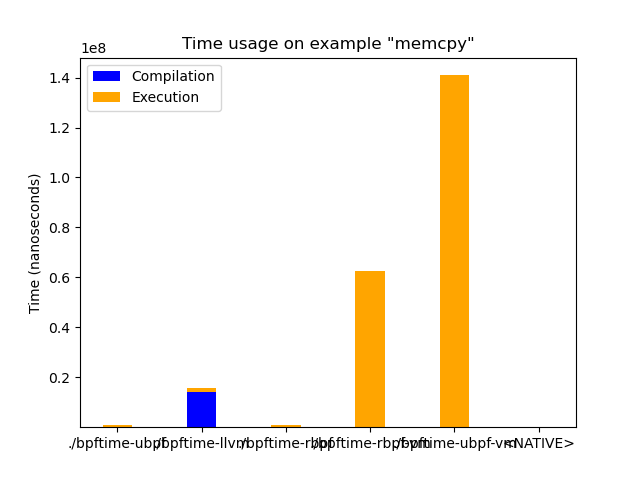 Time usage on example "memcpy"
1e8
Compilation
Execution
1.4
1.2
1.0
0.8
0.6
0.4
0.2
Time (nanoseconds)
./bpftime-ubpf ./bpftime-llvm ./bpftime-rbpf ./bpftime-rbpf-vm ./bpftime-ubpf-vm <NATIVE>